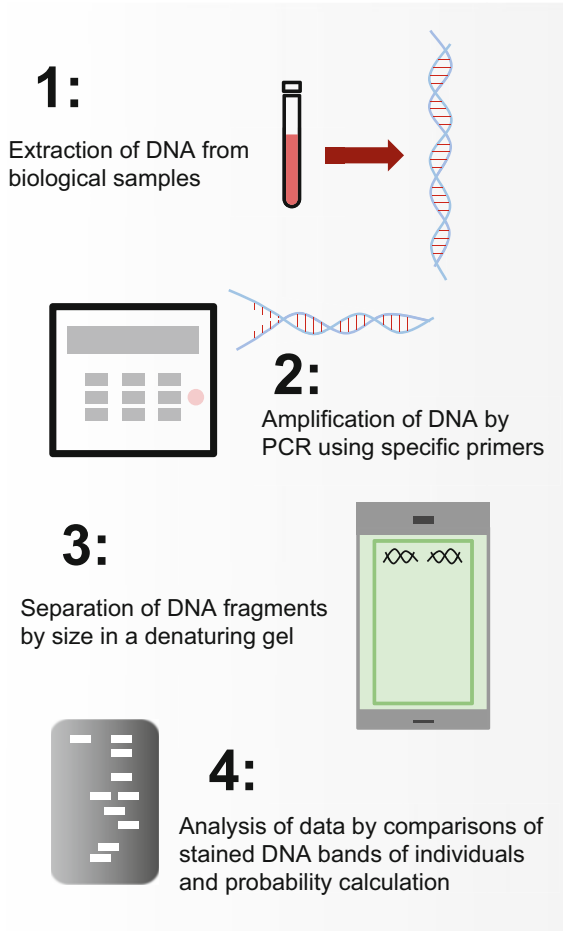 1:
Extraction of DNA from
biological samples
2:
Amplification of DNA by
PCR using specific primers
3:
Separation of DNA fragments
by size in a denaturing gel
4:
Analysis of data by comparisons of
stained DNA bands of individuals
and probability calculation